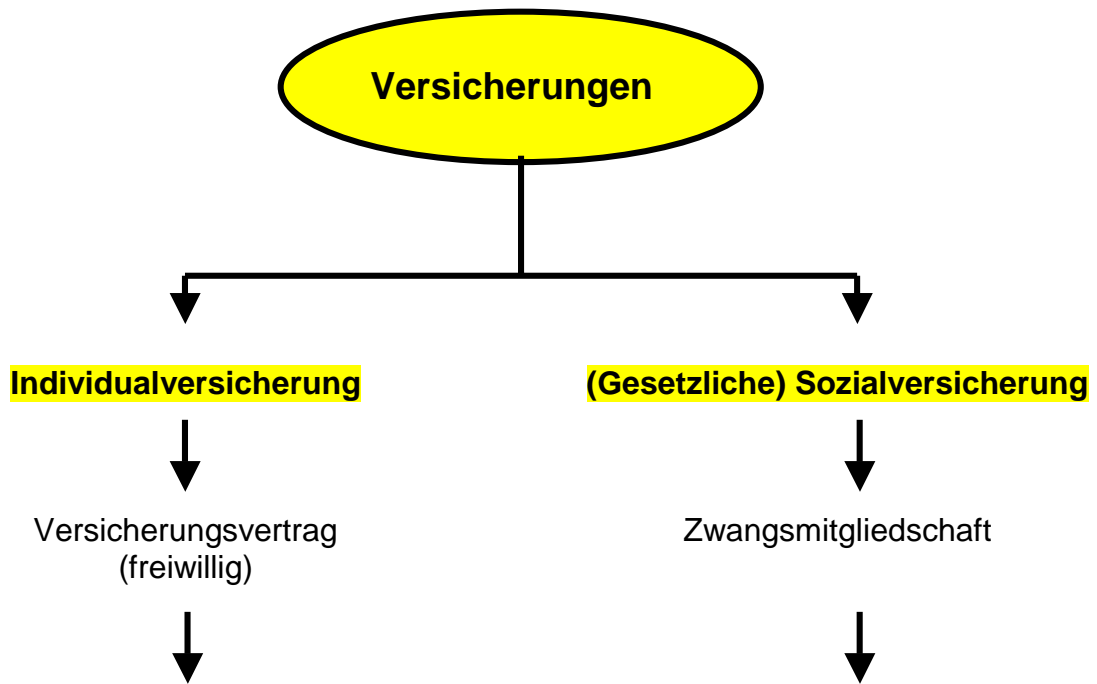 Versicherungen
Individualversicherung
(Gesetzliche) Sozialversicherung
Versicherungsvertrag
(freiwillig)
Zwangsmitgliedschaft